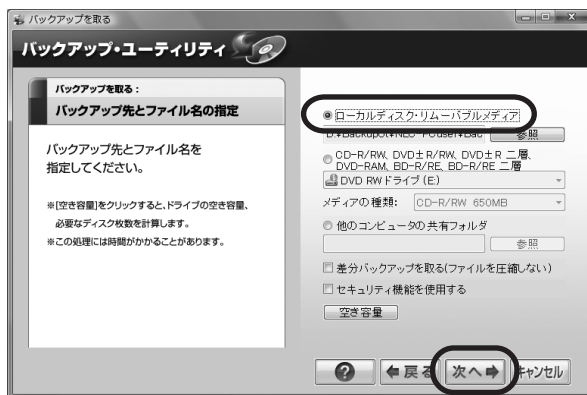 バックアップを取る
バックアップ・ユーティリティ
バックアップを取る:
バックアップ先とファイル名の指定
バックアップ先とファイル名を
指定してください。
※[空き容量]をクリックすると、ドライブの空き容量、
必要なディスク枚数を計算します。
※この処理には時間がかかることがあります。
ローカルディスク・リムーバブルメディア
参照
CD-R/RW、DVD±R/RW、DVD±R 二層、
DVD-RAM、BD-R/RE、BD-R/RE 二層
DVD RWドライブ (E:)
メディアの種類: CD-R/RW 650MB
他のコンピュータの共有フォルダ
参照
差分バックアップを取る(ファイルを圧縮しない)
セキュリティ機能を使用する
空き容量
? 戻る 次へ キャンセル